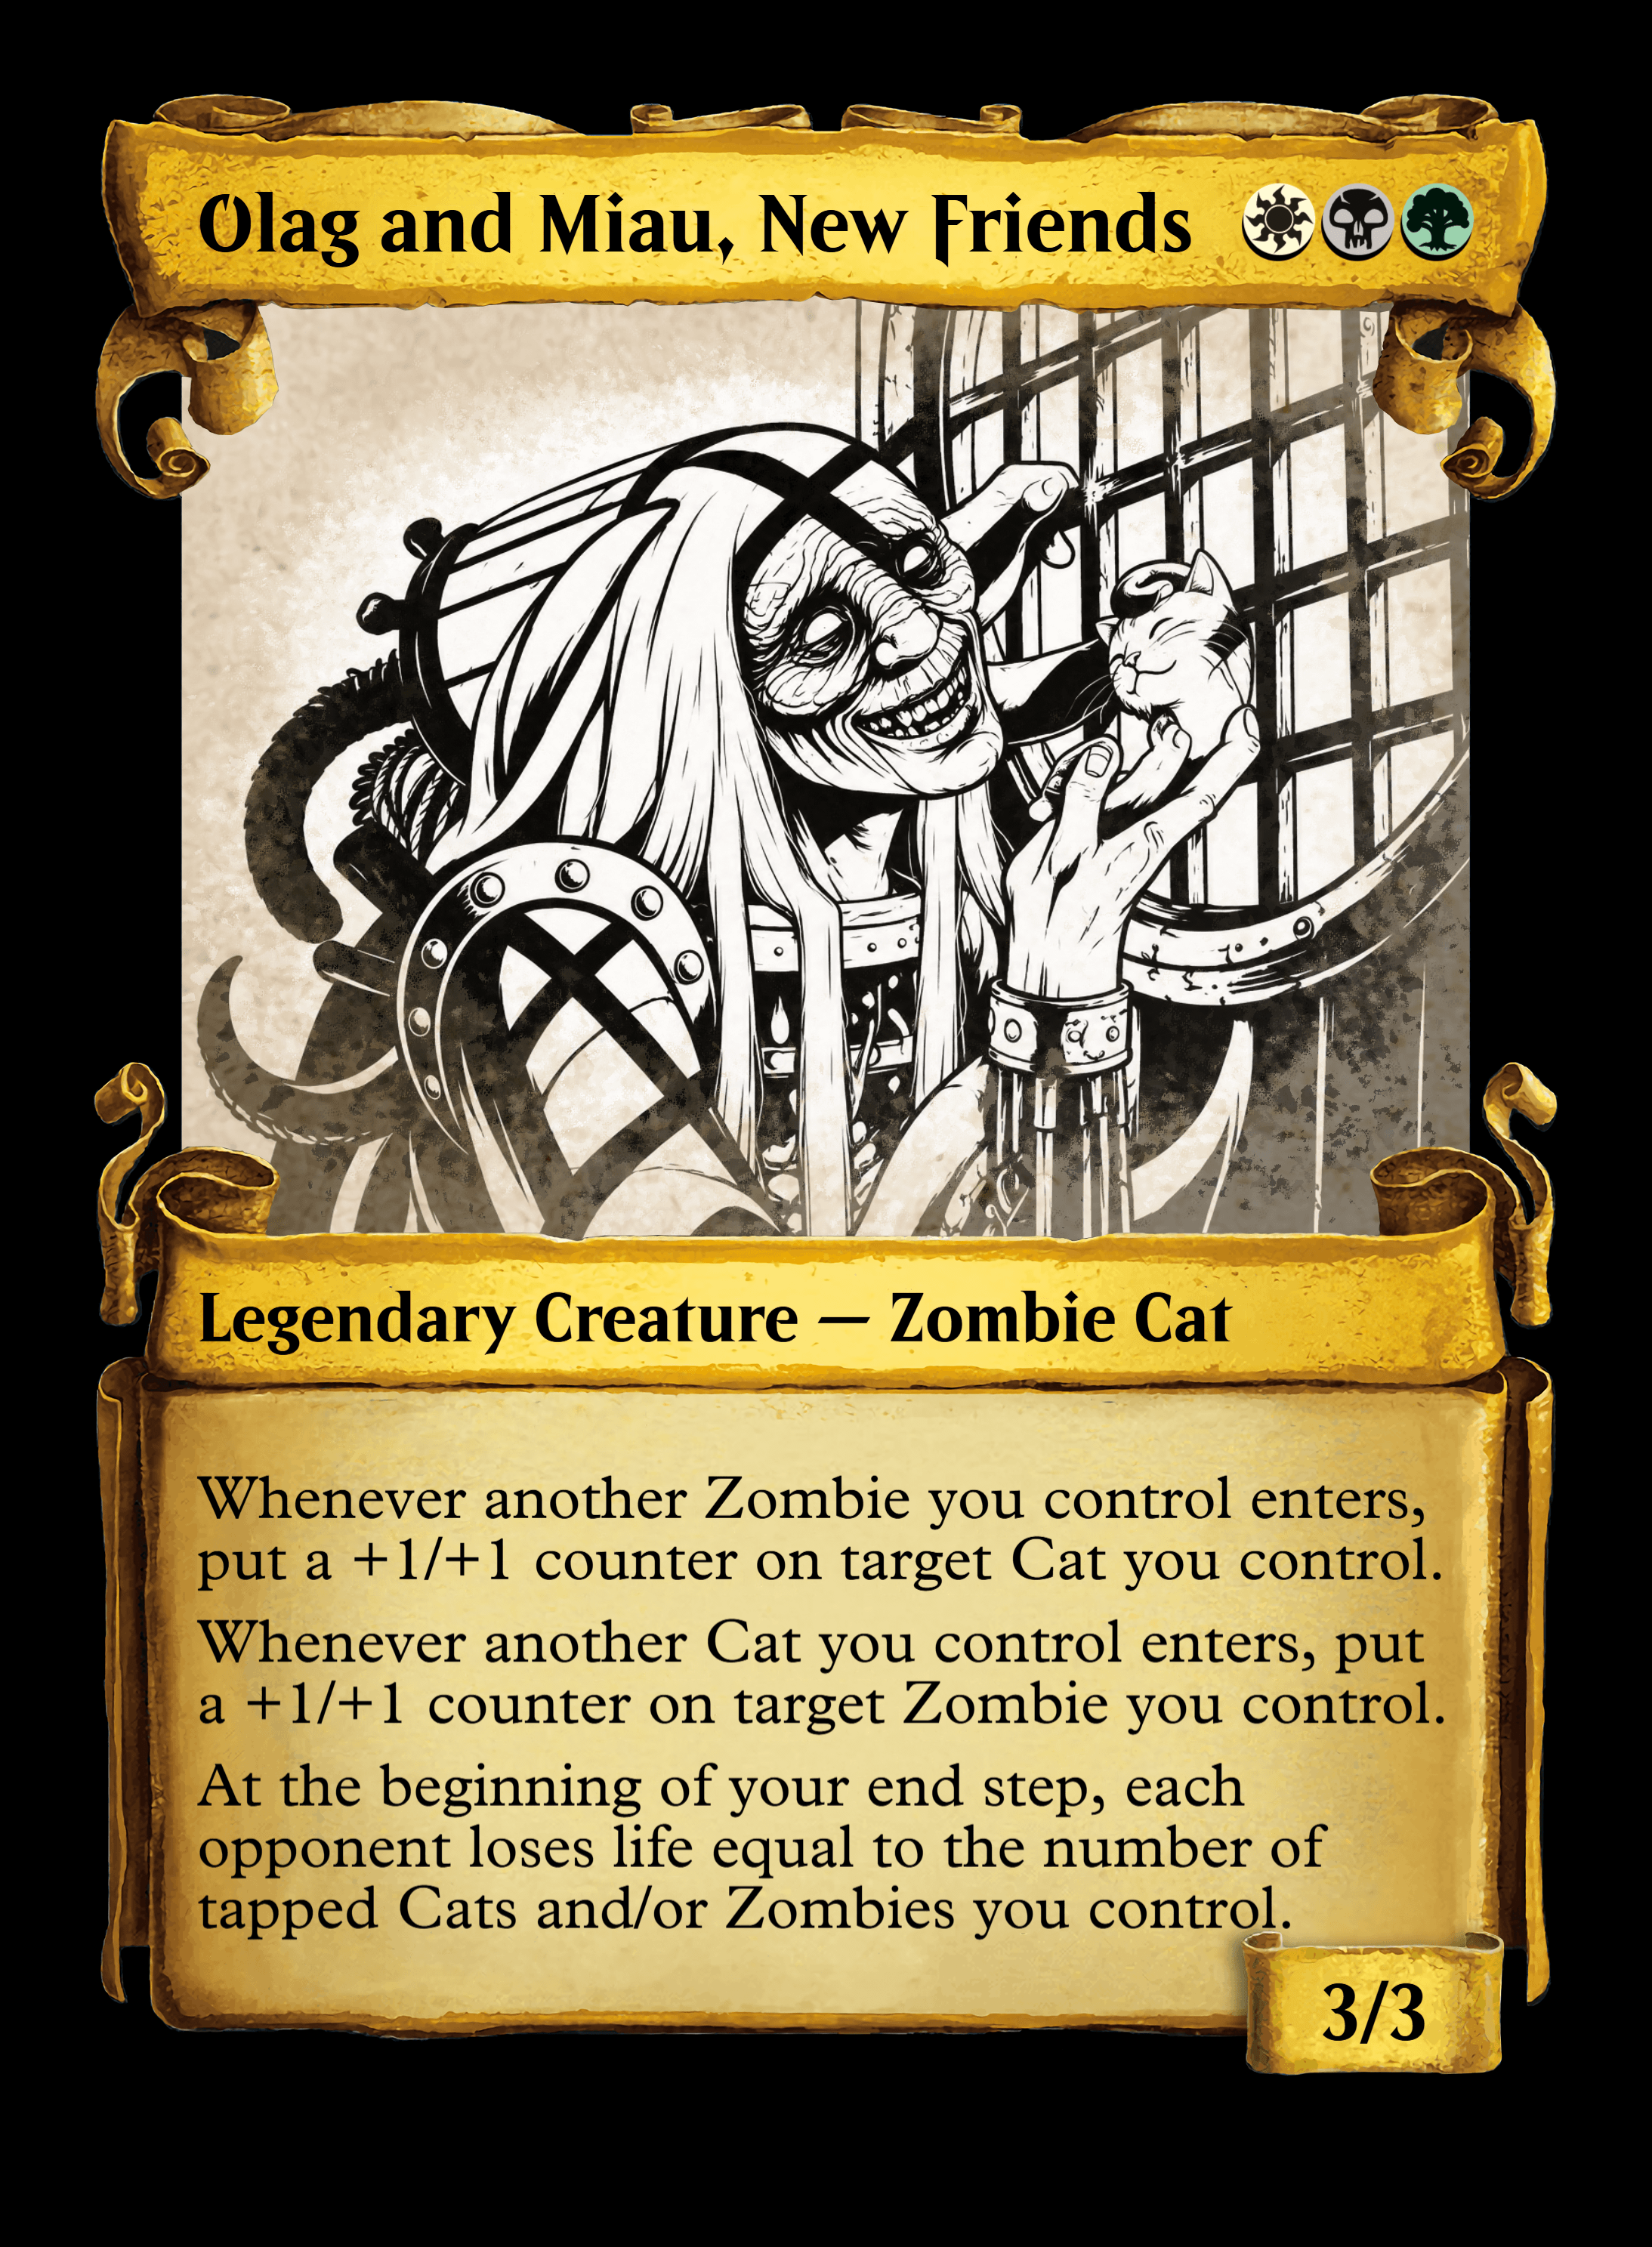 Olag and Miau, New Friends
Legendary Creature — Zombie Cat
Whenever another Zombie you control enters,
put a +1/+1 counter on target Cat you control.
Whenever another Cat you control enters, put
a +1/+1 counter on target Zombie you control.
At the beginning of your end step, each
opponent loses life equal to the number of
tapped Cats and/or Zombies you control.
3/3